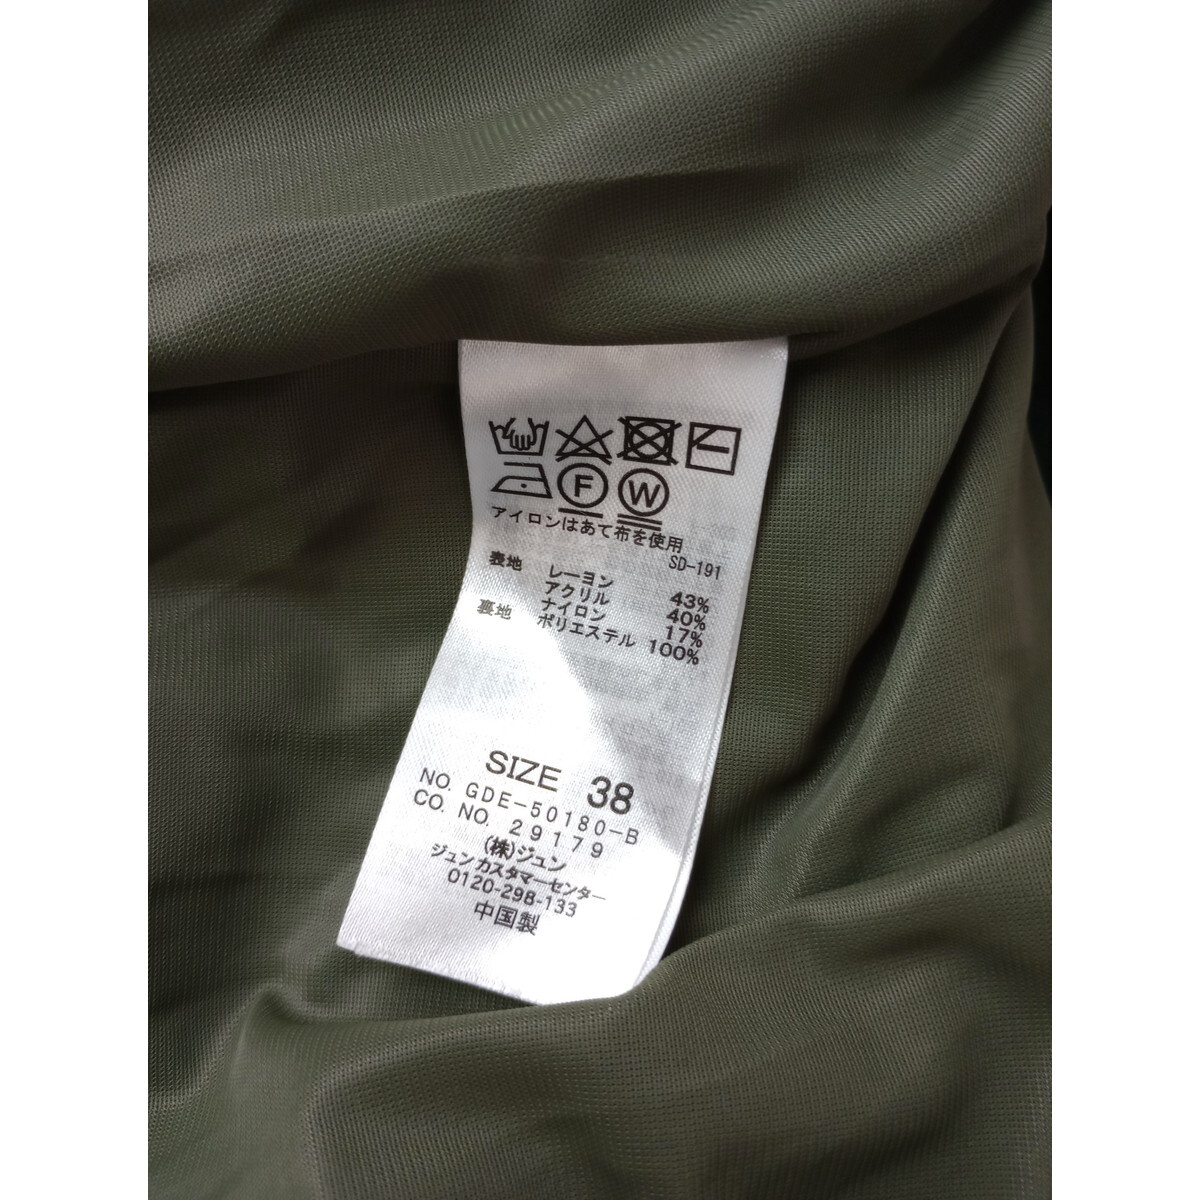 F W
アイロンはあて布を使用
SD-191
表地 レーヨン 43%
アクリル 40%
ナイロン 17%
裏地 ポリエステル 100%
SIZE 38
NO. GDE-50180-B
CO. NO. 29179
(株)ジュン
ジュンカスタマーセンター
0120-298-133
中国製